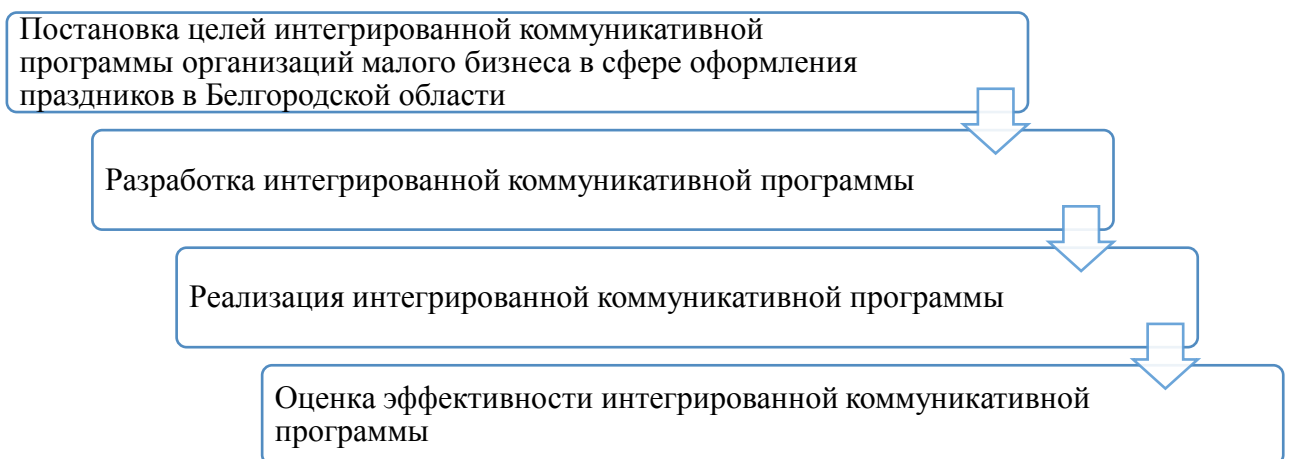 Постановка целей интегрированной коммуникативной
программы организаций малого бизнеса в сфере оформления
праздников в Белгородской области
Разработка интегрированной коммуникативной программы
Реализация интегрированной коммуникативной программы
Оценка эффективности интегрированной коммуникативной
программы